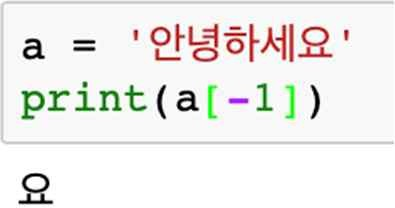 a = '안녕하세요'
print(a[-1])
요